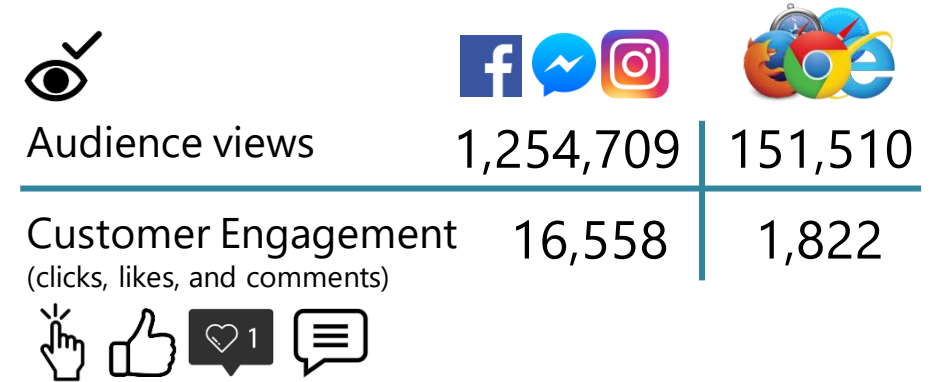 Audience views 1,254,709 151,510
Customer Engagement 16,558 1,822
(clicks, likes, and comments)
1